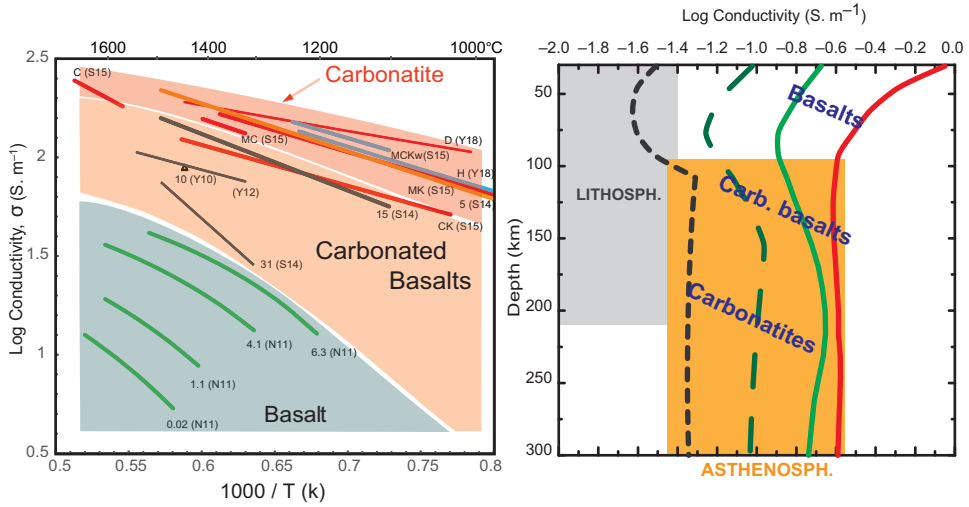 1600
1400
1200
1000°C
2.5
2.0
1.5
1
0.5
Log Conductivity, σ (S. m⁻¹)
C (S15)
Carbonatite
MC (S15)
D (Y18)
MCKw(S15)
10 (Y10)
(Y12)
H (Y18)
MK (S15)
5 (S14
15 (S14)
CK (S15)
31 (S14)
Carbonated
Basalts
4.1 (N11)
6.3 (N11)
1.1 (N11)
0.02 (N11)
Basalt
0.5
0.55
0.6
0.65
0.7
0.75
0.8
1000 / T (k)
Log Conductivity (S. m⁻¹)
−2.0
−1.8
−1.6
−1.4
−1.2
−1.0
−0.8
−0.6
0.4
0.2
0.0
50
100
150
200
250
300
Depth (km)
Basalts
LITHOSPH.
Carb. basalts
Carbonatites
ASTHENOSPH.